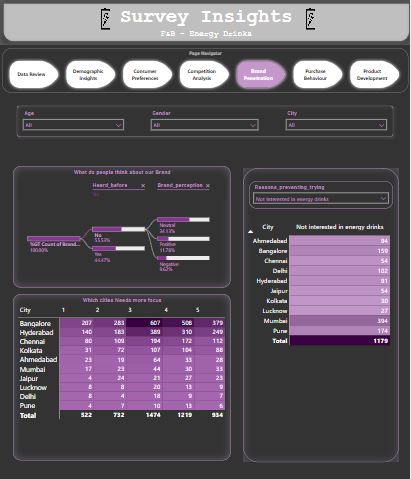 Survey Insights
F&B - Energy Drinks
Page Navigator
Data Review
Demographic Insights
Consumer Preferences
Competition Analysis
Brand Penetration
Purchase Behaviour
Product Development
Age
All
Gender
All
City
All
What do people think about our Brand
Heard_before ×
Brand_perception ×
No
%GT Count of Brand...
100.00%
No
55.53%
Yes
44.47%
Neutral
34.13%
Positive
11.78%
Negative
9.62%
Reasons_preventing_trying
Not interested in energy drinks
City Not interested in energy drinks
Ahmedabad 84
Bangalore 159
Chennai 54
Delhi 102
Hyderabad 81
Jaipur 54
Kolkata 30
Lucknow 27
Mumbai 394
Pune 174
Total 1179
Which cities Needs more focus
City 1 2 3 4 5
Bangalore 207 283 607 508 379
Hyderabad 140 183 389 310 249
Chennai 80 109 194 172 112
Kolkata 31 72 107 104 88
Ahmedabad 23 19 64 33 28
Mumbai 17 23 44 30 33
Jaipur 4 24 21 27 23
Lucknow 8 8 20 13 9
Delhi 8 4 18 9 7
Pune 4 7 10 13 6
Total 522 732 1474 1219 934